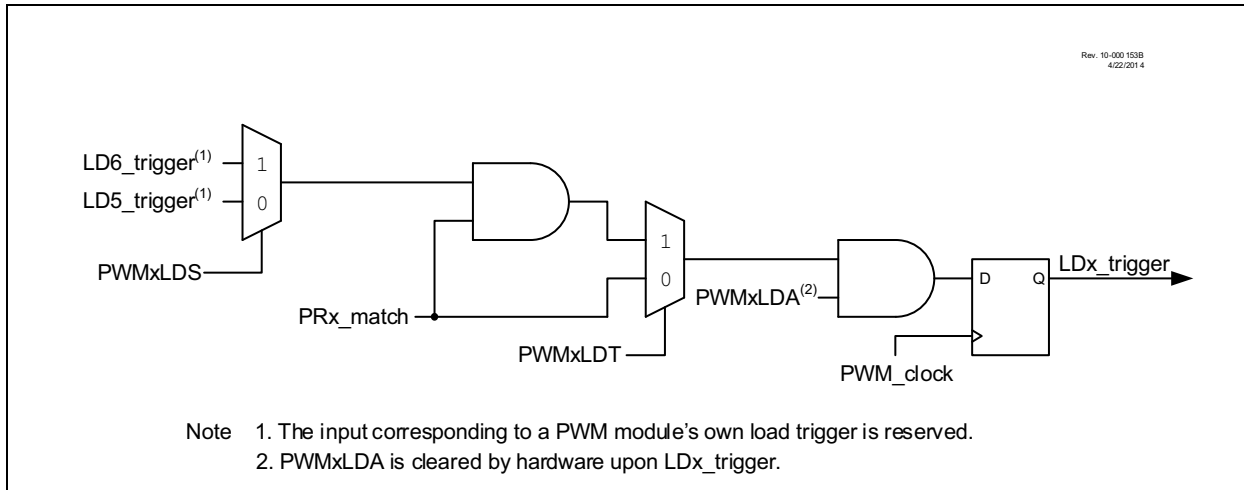 Rev. 10-000 153B
4/22/2014
LD6_trigger(1)
1
LD5_trigger(1)
0
PWMxLDS
1
0
PRx_match
PWMxLDT
PWMxLDA(2)
D
Q
LDx_trigger
PWM_clock
Note 1. The input corresponding to a PWM module's own load trigger is reserved.
2. PWMxLDA is cleared by hardware upon LDx_trigger.